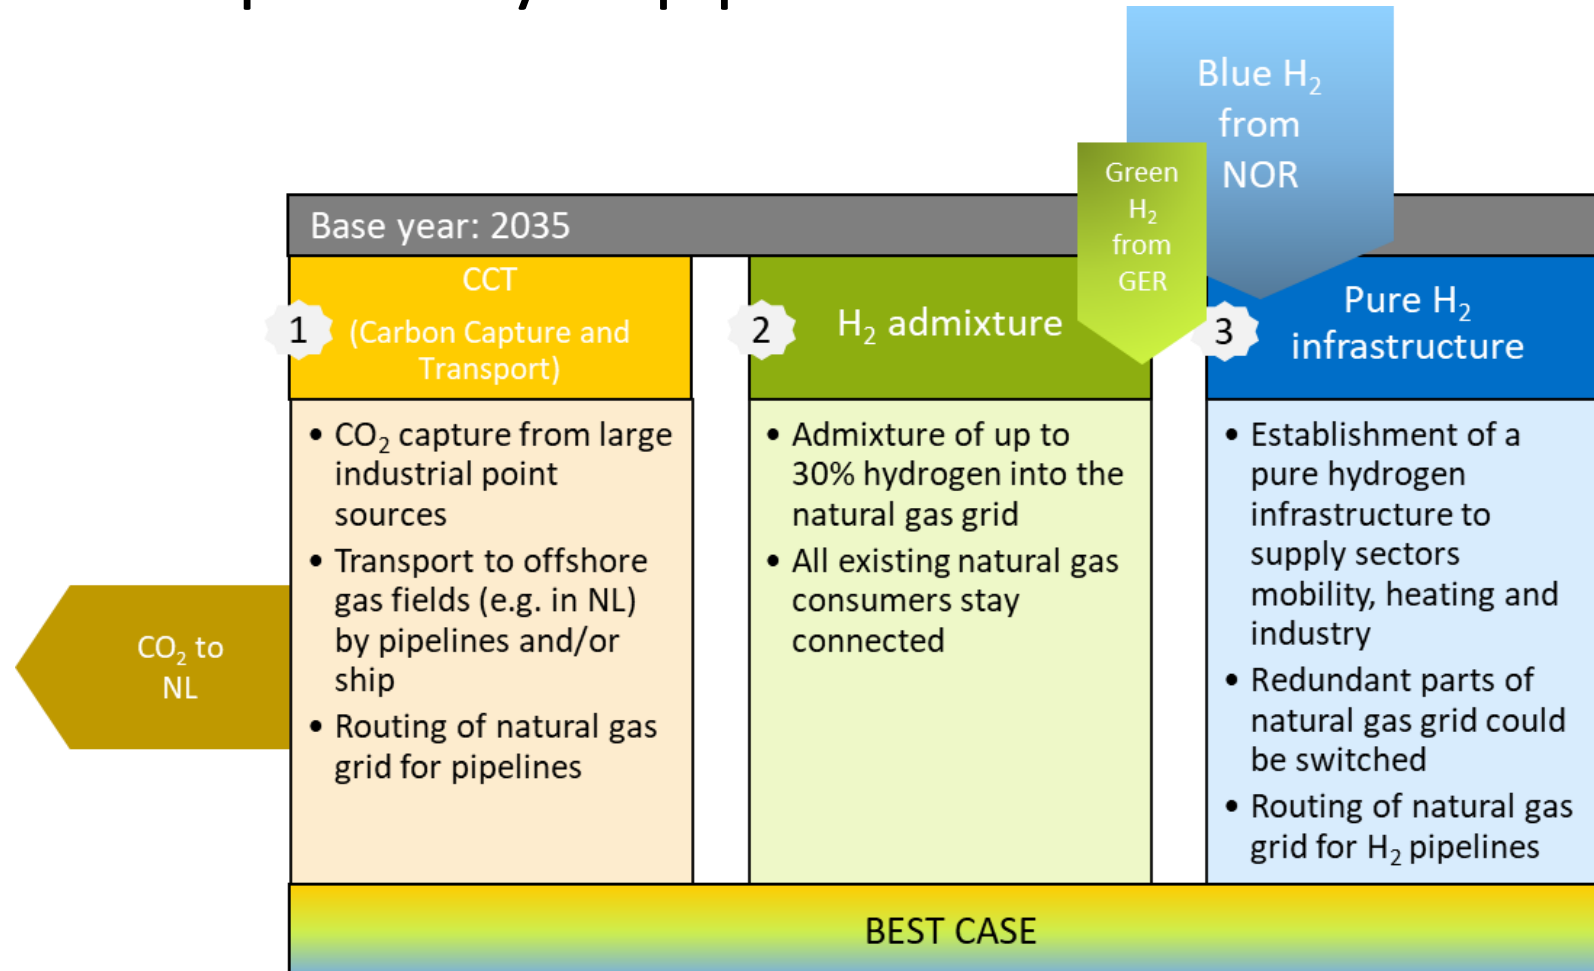 Blue H₂
from
NOR
Green
H₂
from
GER
Base year: 2035
1
CCT
(Carbon Capture and
Transport)
• CO₂ capture from large
industrial point
sources
• Transport to offshore
gas fields (e.g. in NL)
by pipelines and/or
ship
• Routing of natural gas
grid for pipelines
CO₂ to
NL
2
H₂ admixture
• Admixture of up to
30% hydrogen into the
natural gas grid
• All existing natural gas
consumers stay
connected
3
Pure H₂
infrastructure
• Establishment of a
pure hydrogen
infrastructure to
supply sectors
mobility, heating and
industry
• Redundant parts of
natural gas grid could
be switched
• Routing of natural gas
grid for H₂ pipelines
BEST CASE